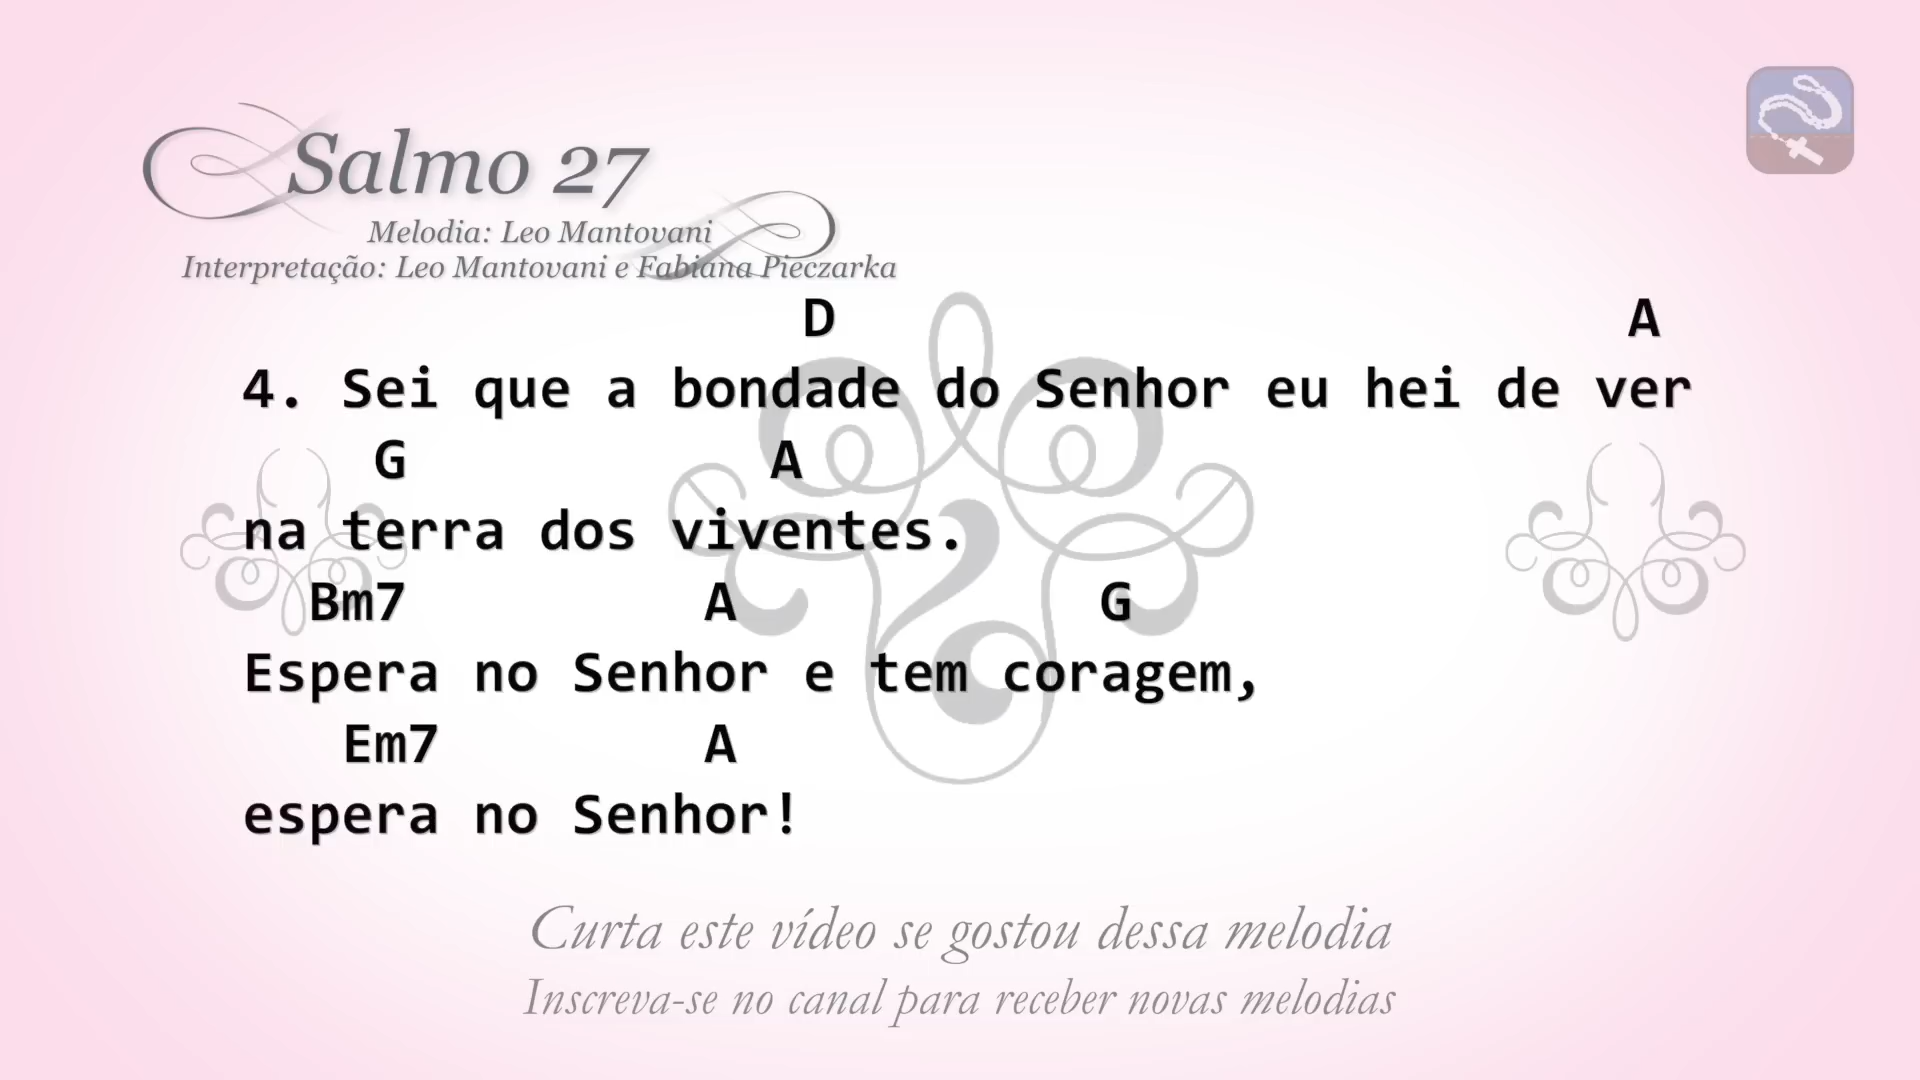 Salmo 27
Melodia: Leo Mantovani
Interpretação: Leo Mantovani e Fabiana Pieczarka
D A
4. Sei que a bondade do Senhor eu hei de ver
G A
na terra dos viventes.
Bm7 A G
Espera no Senhor e tem coragem,
Em7 A
espera no Senhor!
Curta este vídeo se gostou dessa melodia
Inscreva-se no canal para receber novas melodias